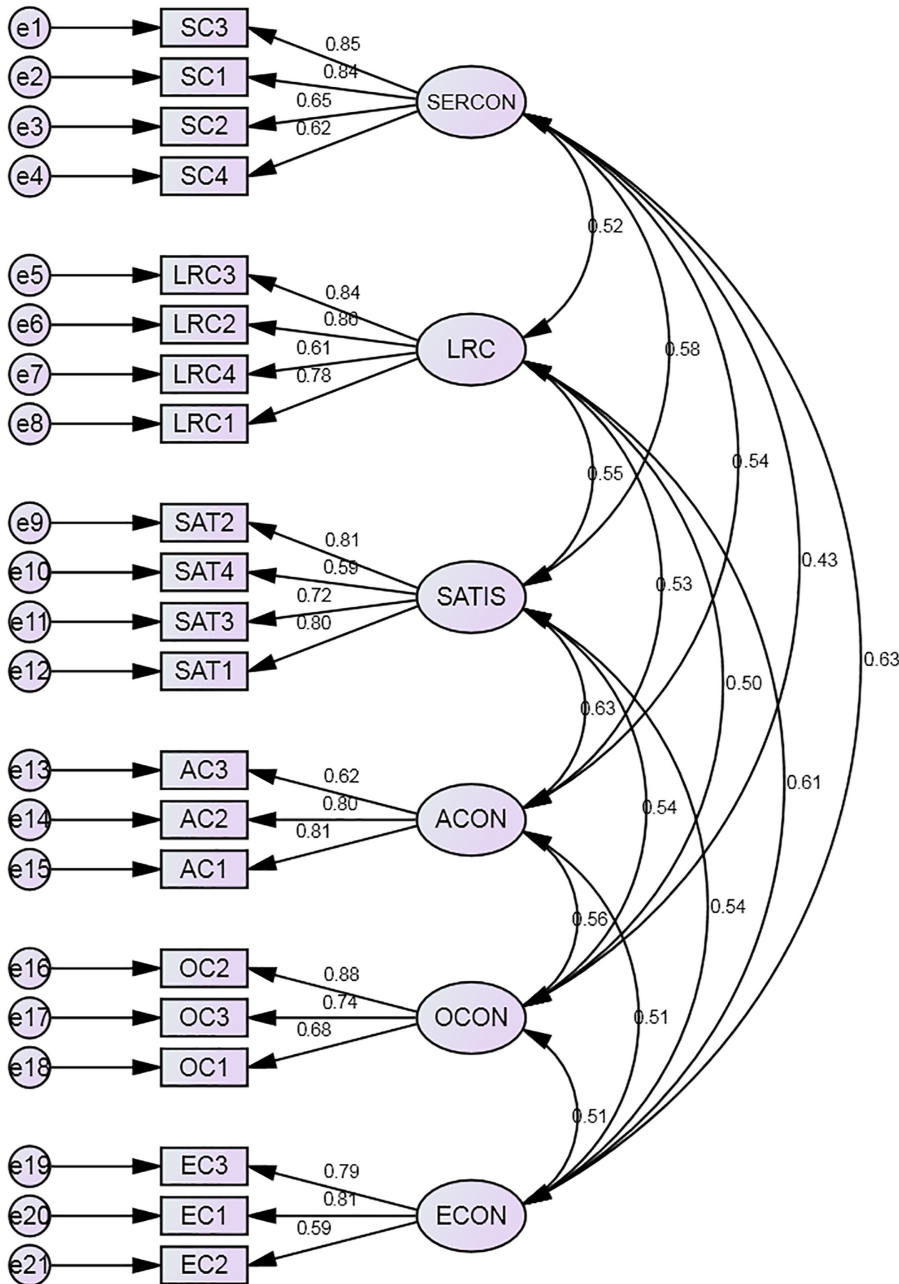 e1 SC3 0.85
e2 SC1 0.84
SERCON
e3 SC2 0.65
e4 SC4 0.62
0.52
e5 LRC3 0.84
e6 LRC2 0.86
LRC
e7 LRC4 0.61
e8 LRC1 0.78
0.58
0.54
0.55
e9 SAT2 0.81
e10 SAT4 0.59
SATIS
e11 SAT3 0.72
e12 SAT1 0.80
0.53
0.43
0.63
0.50
0.63
e13 AC3 0.62
e14 AC2 0.80
ACON
e15 AC1 0.81
0.54
0.61
0.56
0.54
e16 OC2 0.88
e17 OC3 0.74
OCON
e18 OC1 0.68
0.51
0.51
e19 EC3 0.79
e20 EC1 0.81
ECON
e21 EC2 0.59